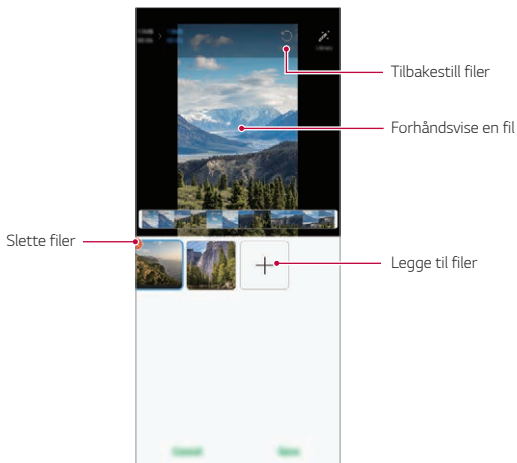 Tilbakestill filer
Forhåndsvise en fil
Slette filer
Legge til filer